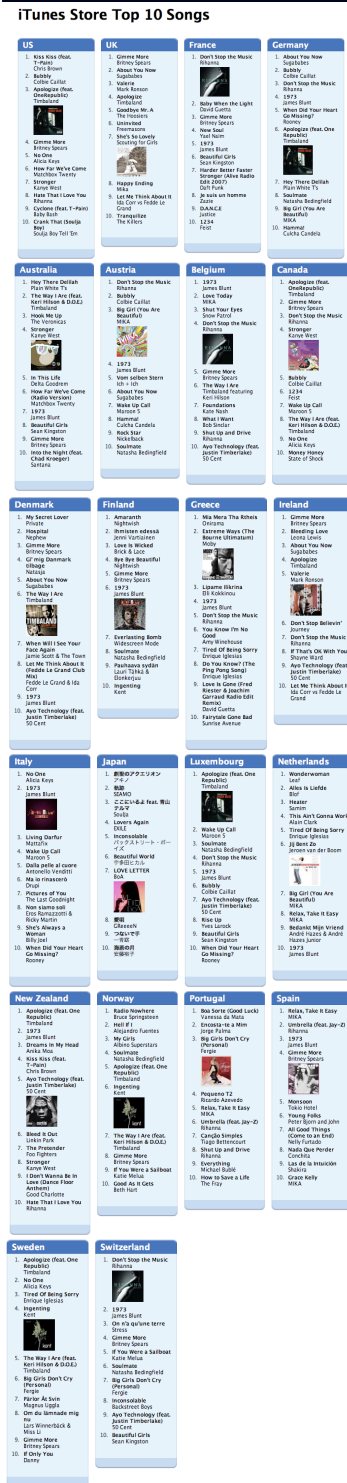 iTunes Store Top 10 Songs
US
1. Kiss Kiss (feat.
T-Pain)
Chris Brown
2. Bubbly
Colbie Caillat
3. Apologize (feat.
OneRepublic)
Timbaland
4. Gimme More
Britney Spears
5. No One
Alicia Keys
6. How Far We've Come
Matchbox Twenty
7. Stronger
Kanye West
8. Hate That I Love You
Rihanna
9. Cyclone (feat. T-Pain)
Baby Bash
10. Crank That (Soulja
Boy)
Soulja Boy Tell 'Em
UK
1. Gimme More
Britney Spears
2. About You Now
Sugababes
3. Valerie
Mark Ronson
4. Apologize
Timbaland
5. Goodbye Mr. A
The Hoosiers
6. Uninvited
Freemasons
7. She's So Lovely
Scouting for Girls
8. Happy Ending
Mika
9. Let Me Think About It
Ida Corr vs Fedde Le
Grand
10. Tranquilize
The Killers
France
1. Don't Stop the Music
Rihanna
2. Baby When the Light
David Guetta
3. Gimme More
Britney Spears
4. New Soul
Yael Naïm
5. 1973
James Blunt
6. Beautiful Girls
Sean Kingston
7. Harder Better Faster
Stronger (Alive Radio
Edit 2007)
Daft Punk
8. Je suis un homme
Zazie
9. D.A.N.C.E
Justice
10. 1234
Feist
Germany
1. About You Now
Sugababes
2. Bubbly
Colbie Caillat
3. Don't Stop the Music
Rihanna
4. 1973
James Blunt
5. When Did Your Heart
Go Missing?
Rooney
6. Apologize (feat. One
Republic)
Timbaland
7. Hey There Delilah
Plain White T's
8. Soulmate
Natasha Bedingfield
9. Big Girl (You Are
Beautiful)
MIKA
10. Hamma!
Culcha Candela
Australia
1. Hey There Delilah
Plain White T's
2. The Way I Are (feat.
Keri Hilson & D.O.E.)
Timbaland
3. Hook Me Up
The Veronicas
4. Stronger
Kanye West
5. In This Life
Delta Goodrem
6. How Far We've Come
(Radio Version)
Matchbox Twenty
7. 1973
James Blunt
8. Beautiful Girls
Sean Kingston
9. Gimme More
Britney Spears
10. Into the Night (feat.
Chad Kroeger)
Santana
Austria
1. Don't Stop the Music
Rihanna
2. Bubbly
Colbie Caillat
3. Big Girl (You Are
Beautiful)
MIKA
4. 1973
James Blunt
5. Vom selben Stern
Ich + Ich
6. About You Now
Sugababes
7. Wake Up Call
Maroon 5
8. Hamma!
Culcha Candela
9. Rock Star
Nickelback
10. Soulmate
Natasha Bedingfield
Belgium
1. 1973
James Blunt
2. Love Today
MIKA
3. Shut Your Eyes
Snow Patrol
4. Don't Stop the Music
Rihanna
5. Gimme More
Britney Spears
6. The Way I Are
Timbaland featuring
Keri Hilson
7. Foundations
Kate Nash
8. What I Want
Bob Sinclar
9. Shut Up and Drive
Rihanna
10. Ayo Technology (feat.
Justin Timberlake)
50 Cent
Canada
1. Apologize (feat.
OneRepublic)
Timbaland
2. Gimme More
Britney Spears
3. Don't Stop the Music
Rihanna
4. Stronger
Kanye West
5. Bubbly
Colbie Caillat
6. 1234
Feist
7. Wake Up Call
Maroon 5
8. The Way I Are (feat.
Keri Hilson & D.O.E.)
Timbaland
9. No One
Alicia Keys
10. Money Honey
State of Shock
Denmark
1. My Secret Lover
Private
2. Hospital
Nephew
3. Gimme More
Britney Spears
4. Gi' mig Danmark
tilbage
Natasja
5. About You Now
Sugababes
6. The Way I Are
Timbaland
TIMBALAND
7. When Will I See Your
Face Again
Jamie Scott & The Town
8. Let Me Think About It
(Fedde Le Grand Club
Mix)
Fedde Le Grand & Ida
Corr
9. 1973
James Blunt
10. Ayo Technology (feat.
Justin Timberlake)
50 Cent
Finland
1. Amaranth
Nightwish
2. Ihmisten edessä
Jenni Vartiainen
3. Love is Wicked
Brick & Lace
4. Bye Bye Beautiful
Nightwish
5. Gimme More
Britney Spears
6. 1973
James Blunt
7. Everlasting Bomb
Widescreen Mode
8. Soulmate
Natasha Bedingfield
9. Pauhaava sydän
Lauri Tähkä &
Elonkerjuu
10. Ingenting
Kent
Greece
1. Mia Mera Tha Rtheis
Onirama
2. Extreme Ways (The
Bourne Ultimatum)
Moby
3. Lipame Ilikrina
Elli Kokkinou
4. 1973
James Blunt
5. Don't Stop the Music
Rihanna
6. You Know I'm No
Good
Amy Winehouse
7. Tired Of Being Sorry
Enrique Iglesias
8. Do You Know? (The
Ping Pong Song)
Enrique Iglesias
9. Love Is Gone (Fred
Riester & Joachim
Garraud Radio Edit
Remix)
David Guetta
10. Fairytale Gone Bad
Sunrise Avenue
Ireland
1. Gimme More
Britney Spears
2. Bleeding Love
Leona Lewis
3. About You Now
Sugababes
4. Apologize
Timbaland
5. Valerie
Mark Ronson
6. Don't Stop Believin'
Journey
7. Don't Stop the Music
Rihanna
8. If That's OK With You
Shayne Ward
9. Ayo Technology (feat
Justin Timberlake)
50 Cent
10. Let Me Think About I
Ida Corr vs Fedde Le
Grand
Italy
1. No One
Alicia Keys
2. 1973
James Blunt
3. Living Darfur
Mattafix
4. Wake Up Call
Maroon 5
5. Dalla pelle al cuore
Antonello Venditti
6. Ma io rinascerò
Drupi
7. Pictures of You
The Last Goodnight
8. Non siamo soli
Eros Ramazzotti &
Ricky Martin
9. She's Always a
Woman
Billy Joel
10. When Did Your Heart
Go Missing?
Rooney
Japan
1. 創聖のアクエリオン
アキノ
2. 軌跡
SEAMO
3. ここにいるよ feat. 青山
テルマ
SoulJa
4. Lovers Again
EXILE
5. Inconsolable
バックストリート・ボー
イズ
6. Beautiful World
宇多田ヒカル
7. LOVE LETTER
BoA
8. 愛唄
GReeeeN
9. つないで手
一青窈
10. 海原の月
安藤裕子
Luxembourg
1. Apologize (feat. One
Republic)
Timbaland
2. Wake Up Call
Maroon 5
3. Soulmate
Natasha Bedingfield
4. Don't Stop the Music
Rihanna
5. 1973
James Blunt
6. Bubbly
Colbie Caillat
7. Ayo Technology (feat.
Justin Timberlake)
50 Cent
8. Rise Up
Yves Larock
9. Beautiful Girls
Sean Kingston
10. When Did Your Heart
Go Missing?
Rooney
Netherlands
1. Wonderwoman
Leaf
2. Alles is Liefde
Blof
3. Heater
Samim
4. This Ain't Gonna Work
Alain Clark
5. Tired Of Being Sorry
Enrique Iglesias
6. Jij Bent Zo
Jeroen van der Boom
7. Big Girl (You Are
Beautiful)
MIKA
8. Relax, Take It Easy
MIKA
9. Bedankt Mijn Vriend
André Hazes & André
Hazes Junior
10. 1973
James Blunt
New Zealand
1. Apologize (feat. One
Republic)
Timbaland
2. 1973
James Blunt
3. Dreams in My Head
Anika Moa
4. Kiss Kiss (feat.
T-Pain)
Chris Brown
5. Ayo Technology (feat.
Justin Timberlake)
50 Cent
6. Bleed It Out
Linkin Park
7. The Pretender
Foo Fighters
8. Stronger
Kanye West
9. I Don't Wanna Be In
Love (Dance Floor
Anthem)
Good Charlotte
10. Hate That I Love You
Rihanna
Norway
1. Radio Nowhere
Bruce Springsteen
2. Hell If I
Alejandro Fuentes
3. My Girls
Albino Superstars
4. Soulmate
Natasha Bedingfield
5. Apologize (feat. One
Republic)
Timbaland
6. Ingenting
Kent
7. The Way I Are (feat.
Keri Hilson & D.O.E.)
Timbaland
8. Gimme More
Britney Spears
9. If You Were a Sailboat
Katie Melua
10. Good As It Gets
Beth Hart
Portugal
1. Boa Sorte (Good Luck)
Vanessa da Mata
2. Encosta-te a Mim
Jorge Palma
3. Big Girls Don't Cry
(Personal)
Fergie
4. Pequeno T2
Ricardo Azevedo
5. Relax, Take It Easy
MIKA
6. Umbrella (feat. Jay-Z)
Rihanna
7. Canção Simples
Tiago Bettencourt
8. Shut Up and Drive
Rihanna
9. Everything
Michael Bublé
10. How to Save a Life
The Fray
Spain
1. Relax, Take It Easy
MIKA
2. Umbrella (feat. Jay-Z)
Rihanna
3. 1973
James Blunt
4. Gimme More
Britney Spears
5. Monsoon
Tokio Hotel
6. Young Folks
Peter Bjorn and John
7. All Good Things
(Come to an End)
Nelly Furtado
8. Nada Que Perder
Conchita
9. Las de la Intuición
Shakira
10. Grace Kelly
MIKA
Sweden
1. Apologize (feat. One
Republic)
Timbaland
2. No One
Alicia Keys
3. Tired Of Being Sorry
Enrique Iglesias
4. Ingenting
Kent
5. The Way I Are (feat.
Keri Hilson & D.O.E.)
Timbaland
6. Big Girls Don't Cry
(Personal)
Fergie
7. Pärlor Åt Svin
Magnus Uggla
8. Om du lämnade mig
nu
Lars Winnerbäck &
Miss Li
9. Gimme More
Britney Spears
10. If Only You
Danny
Switzerland
1. Don't Stop the Music
Rihanna
2. 1973
James Blunt
3. On n'a qu'une terre
Stress
4. Gimme More
Britney Spears
5. If You Were a Sailboat
Katie Melua
6. Soulmate
Natasha Bedingfield
7. Big Girls Don't Cry
(Personal)
Fergie
8. Inconsolable
Backstreet Boys
9. Ayo Technology (feat.
Justin Timberlake)
50 Cent
10. Beautiful Girls
Sean Kingston